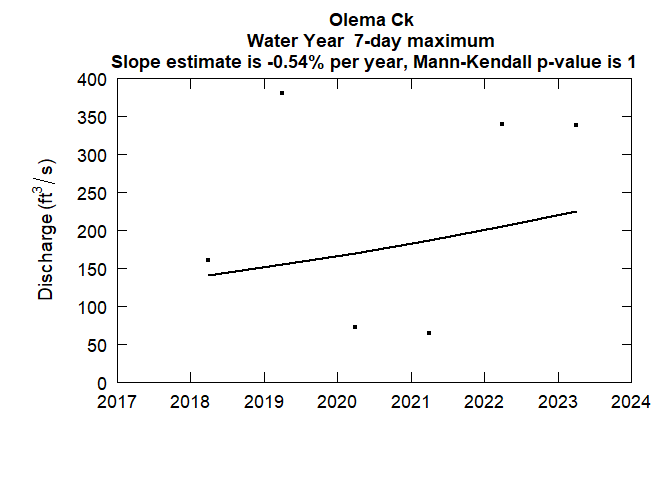 Olema Ck
Water Year 7-day maximum
Slope estimate is -0.54% per year, Mann-Kendall p-value is 1
400
350
300
250
200
150
100
50
0
Discharge (ft³/s)
2017 2018 2019 2020 2021 2022 2023 2024